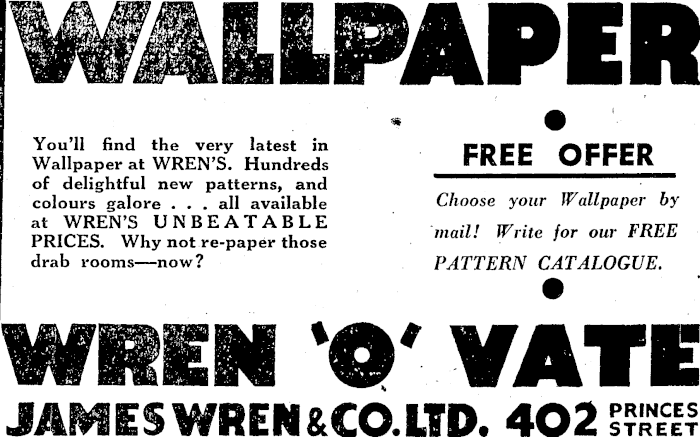 WALLPAPER
You'll find the very latest in
Wallpaper at WREN'S. Hundreds
of delightful new patterns, and
colours galore . . . all available
at WREN'S UNBEATABLE
PRICES. Why not re-paper those
drab rooms—now?
FREE OFFER
Choose your Wallpaper by
mail! Write for our FREE
PATTERN CATALOGUE.
WREN 'O' VATE
JAMES WREN & CO. LTD. 402 PRINCES
STREET